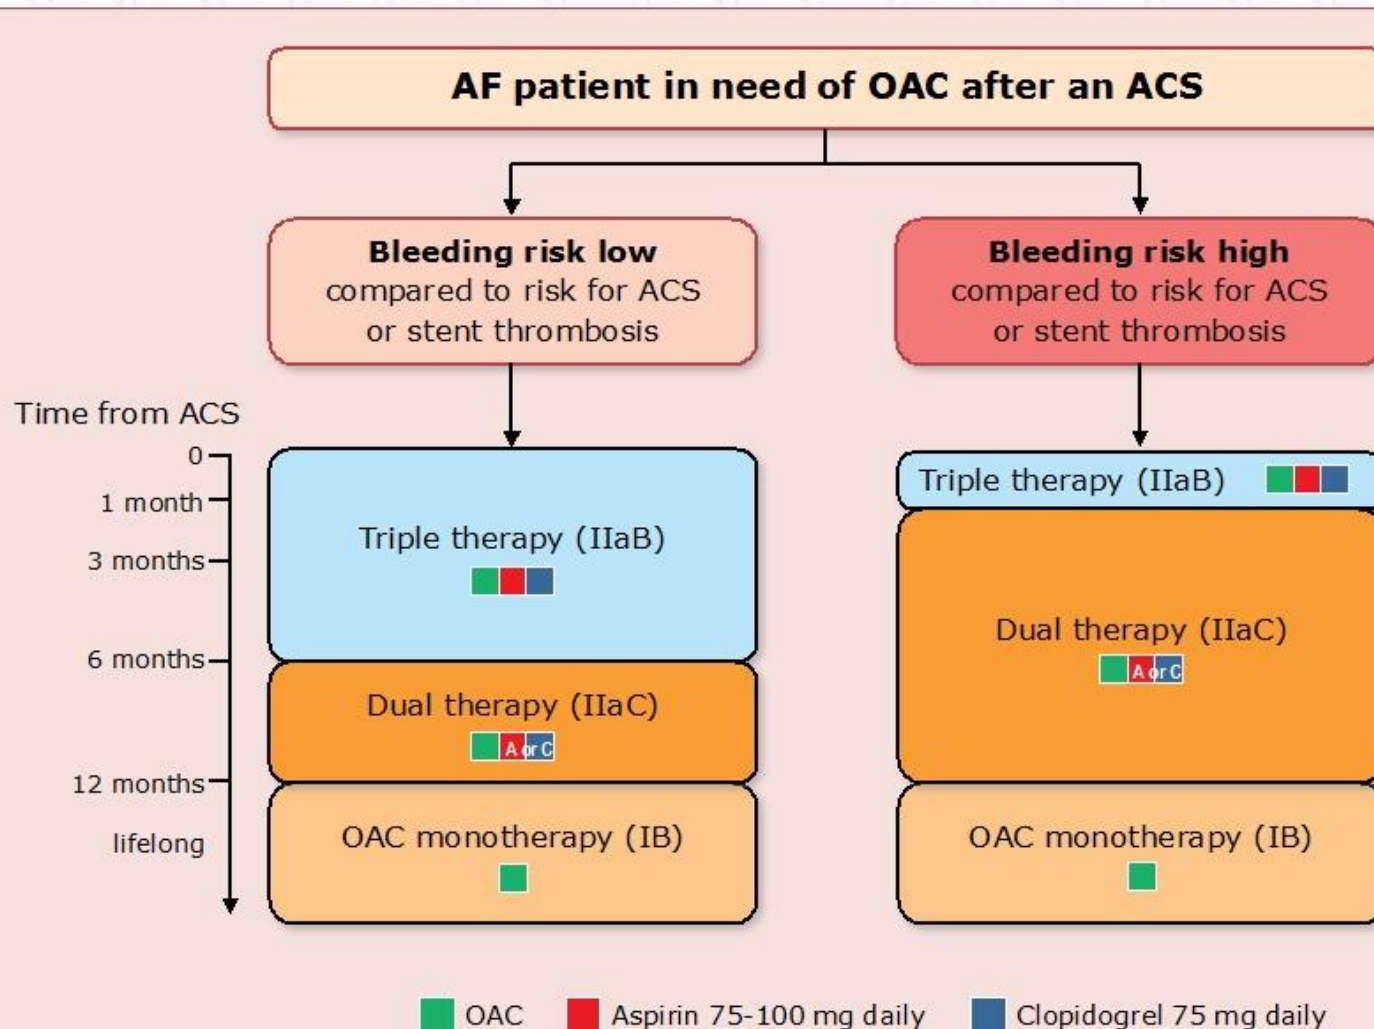 AF patient in need of OAC after an ACS
Bleeding risk low
compared to risk for ACS
or stent thrombosis
Bleeding risk high
compared to risk for ACS
or stent thrombosis
Time from ACS
0
1 month
3 months
6 months
12 months
lifelong
Triple therapy (IIaB)
Dual therapy (IIaC)
A or C
OAC monotherapy (IB)
Triple therapy (IIaB)
Dual therapy (IIaC)
A or C
OAC monotherapy (IB)
OAC
Aspirin 75-100 mg daily
Clopidogrel 75 mg daily